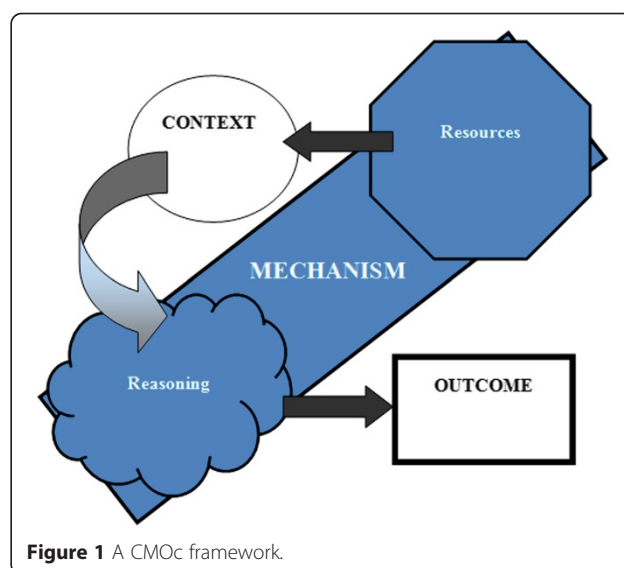 CONTEXT
Resources
MECHANISM
Reasoning
OUTCOME
Figure 1 A CMOc framework.